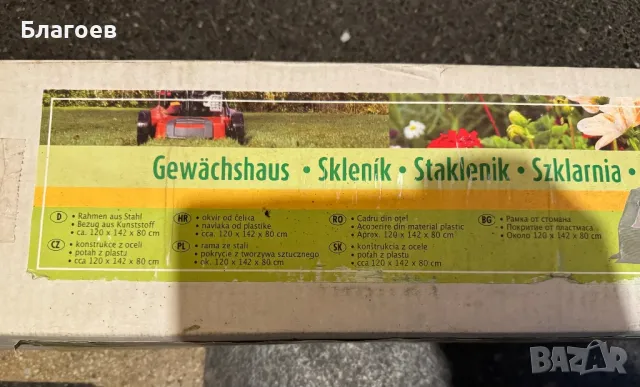 Благоев
Gewächshaus • Skleník • Staklenik • Szklarnia •
D • Rahmen aus Stahl
• Bezug aus Kunststoff
• ca. 120 x 142 x 80 cm
CZ • konstrukce z oceli
• potah z plastu
• cca 120 x 142 x 80 cm
HR • okvir od čelica
• navlaka od plastike
• cca. 120 x 142 x 80 cm
PL • rama ze stali
• pokrycie z tworzywa sztucznego
• ok. 120 x 142 x 80 cm
RO • Cadru din oţel
• Acoperire din material plastic
• Aprox. 120 x 142 x 80 cm
SK • konštrukcia z ocele
• poťah z plastu
• cca 120 x 142 x 80 cm
BG • Рамка от стомана
• Покритие от пластмаса
• Около 120 x 142 x 80 cm
BAZAR
bg